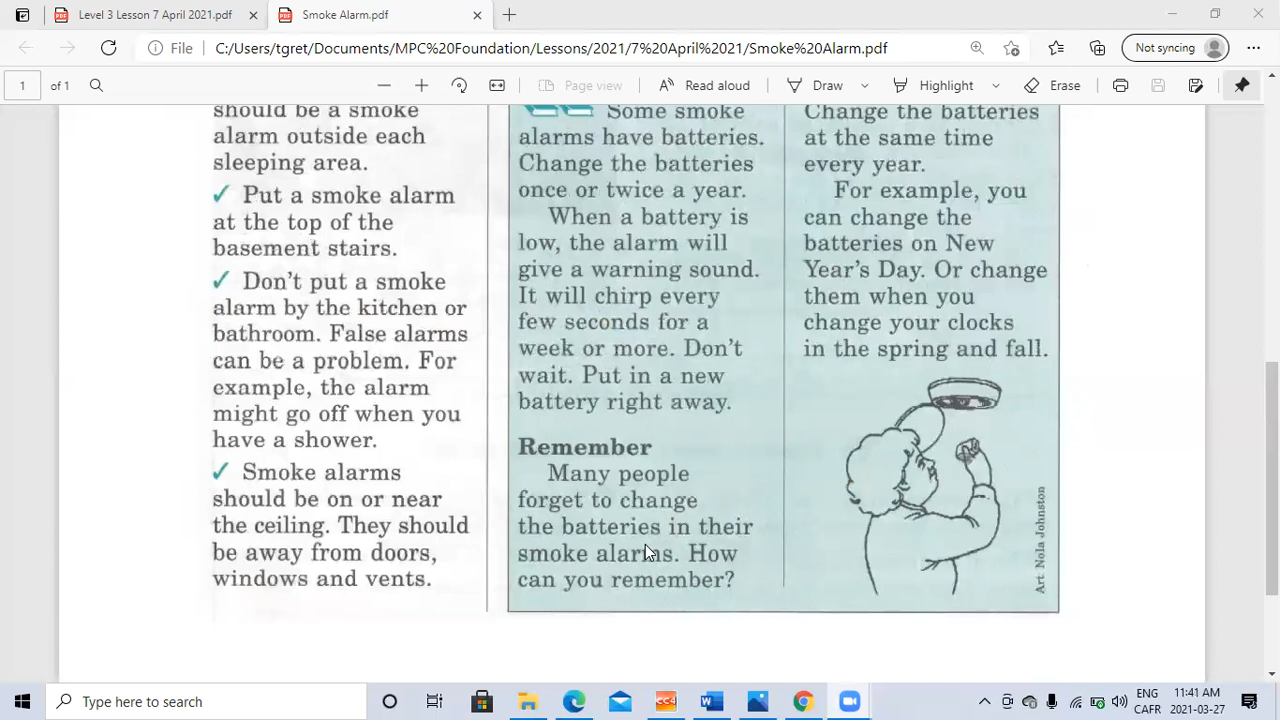 Level 3 Lesson 7 April 2021.pdf
Smoke Alarm.pdf
File
C:/Users/tgret/Documents/MPC%20Foundation/Lessons/2021/7%20April%2021/Smoke%20Alarm.pdf
Not syncing
1 of 1
Page view
Read aloud
Draw
Highlight
Erase
should be a smoke
alarm outside each
sleeping area.
✓ Put a smoke alarm
at the top of the
basement stairs.
✓ Don't put a smoke
alarm by the kitchen or
bathroom. False alarms
can be a problem. For
example, the alarm
might go off when you
have a shower.
✓ Smoke alarms
should be on or near
the ceiling. They should
be away from doors,
windows and vents.
Some smoke
alarms have batteries.
Change the batteries
once or twice a year.
When a battery is
low, the alarm will
give a warning sound.
It will chirp every
few seconds for a
week or more. Don't
wait. Put in a new
battery right away.
Remember
Many people
forget to change
the batteries in their
smoke alarms. How
can you remember?
Change the batteries
at the same time
every year.
For example, you
can change the
batteries on New
Year's Day. Or change
them when you
change your clocks
in the spring and fall.
Art Nola Johnston
Type here to search
CC4
ENG
CAFR
11:41 AM
2021-03-27